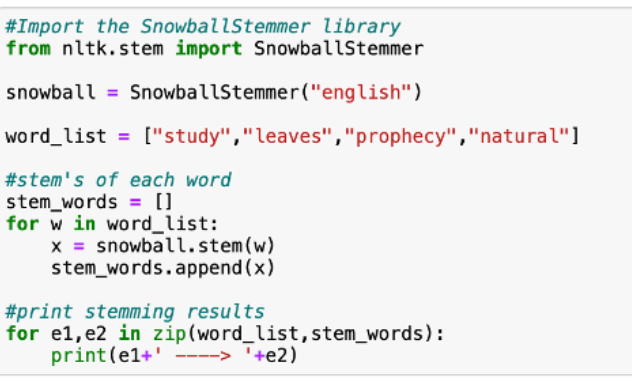 #Import the SnowballStemmer library
from nltk.stem import SnowballStemmer

snowball = SnowballStemmer("english")

word_list = ["study","leaves","prophecy","natural"]

#stem's of each word
stem_words = []
for w in word_list:
    x = snowball.stem(w)
    stem_words.append(x)

#print stemming results
for e1,e2 in zip(word_list,stem_words):
    print(e1+' ----> '+e2)